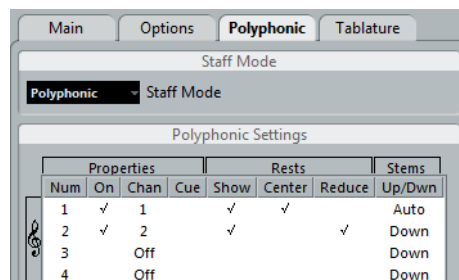 Main Options Polyphonic Tablature
Staff Mode
Polyphonic Staff Mode
Polyphonic Settings
Properties Rests Stems
Num On Chan Cue Show Center Reduce Up/Dwn
1 √ 1 √ √ Auto
2 √ 2 √ √ Down
3 Off Down
4 Off Down